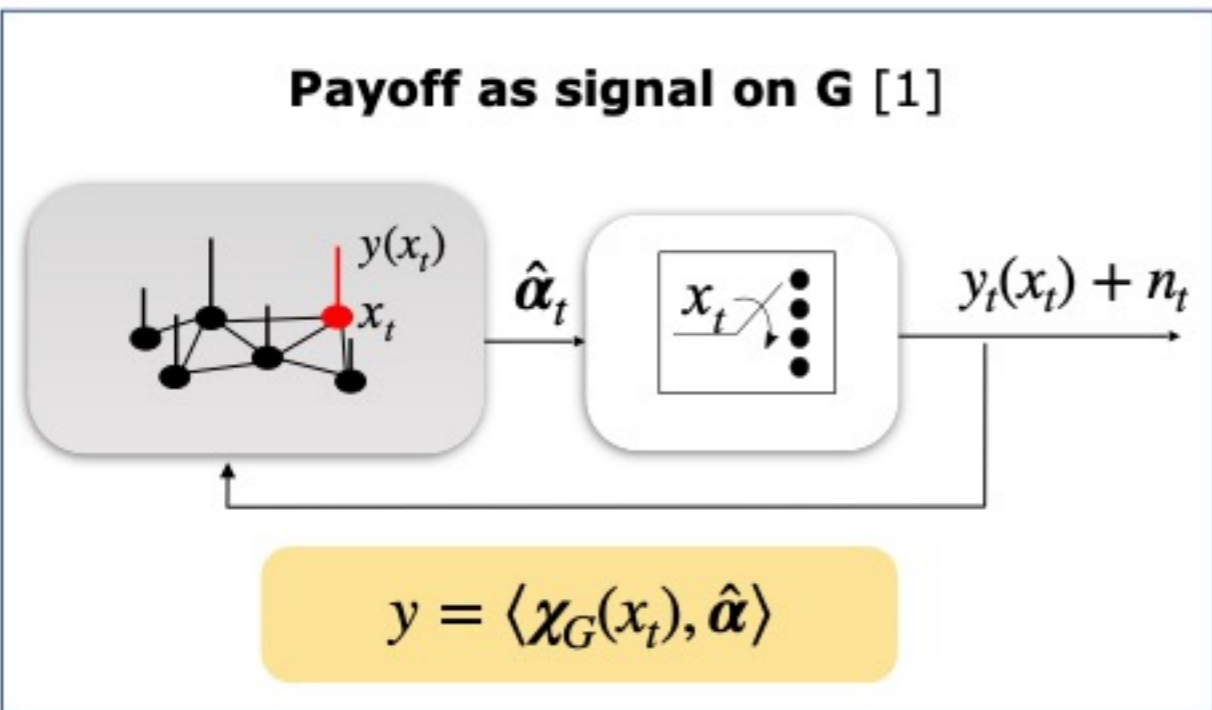 Payoff as signal on G [1]
y(x_t)
x_t
α̂_t
x_t
y_t(x_t) + n_t
y = ⟨χ_G(x_t), α̂⟩